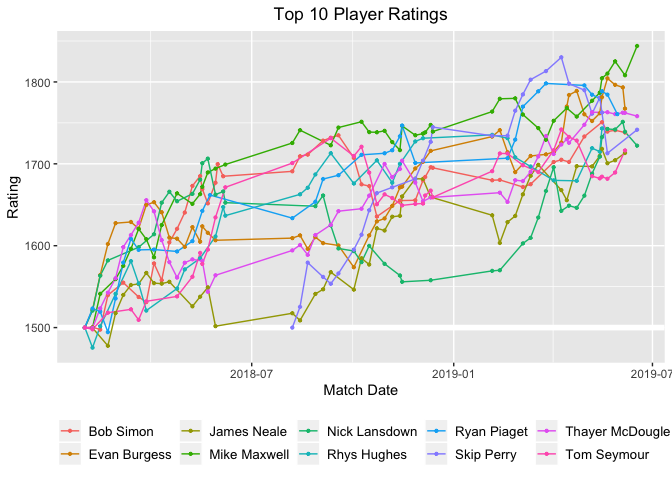 Top 10 Player Ratings
1800
1700
1600
1500
Rating
2018-07
2019-01
2019-07
Match Date
Bob Simon
James Neale
Nick Lansdown
Ryan Piaget
Thayer McDougle
Evan Burgess
Mike Maxwell
Rhys Hughes
Skip Perry
Tom Seymour